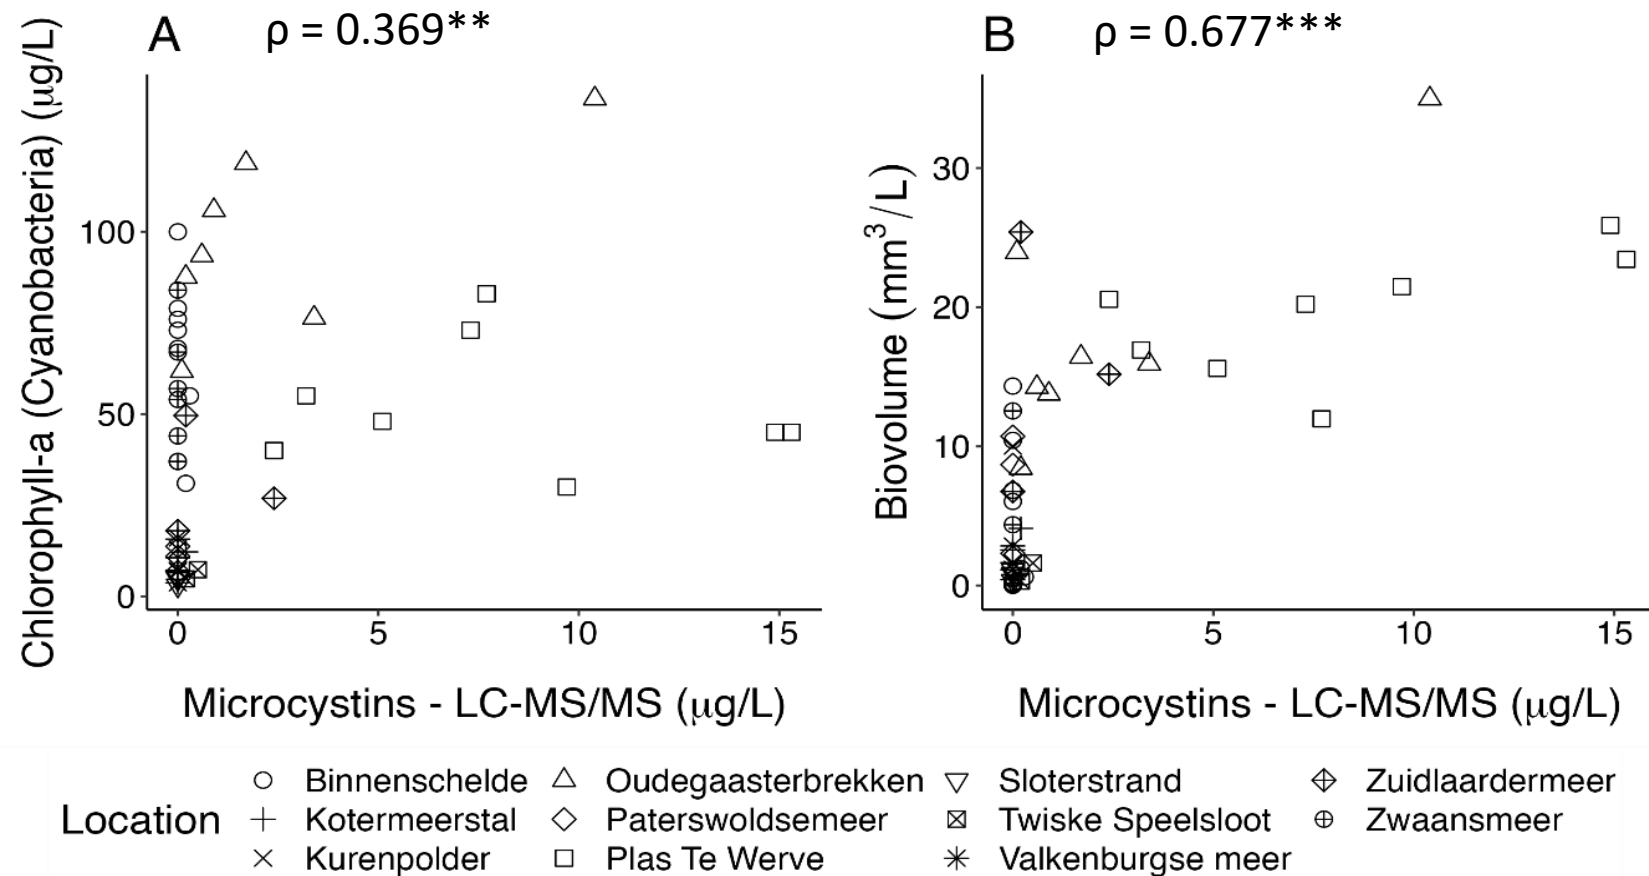 A ρ = 0.369**
Chlorophyll-a (Cyanobacteria) (µg/L)
100
50
0
0 5 10 15
Microcystins - LC-MS/MS (µg/L)
B ρ = 0.677***
Biovolume (mm³/L)
30
20
10
0
0 5 10 15
Microcystins - LC-MS/MS (µg/L)
Location
Binnenschelde Oudegaasterbrekken Sloterstrand Zuidlaardermeer
Kotermeerstal Paterswoldsemeer Twiske Speelsloot Zwaansmeer
Kurenpolder Plas Te Werve Valkenburgse meer